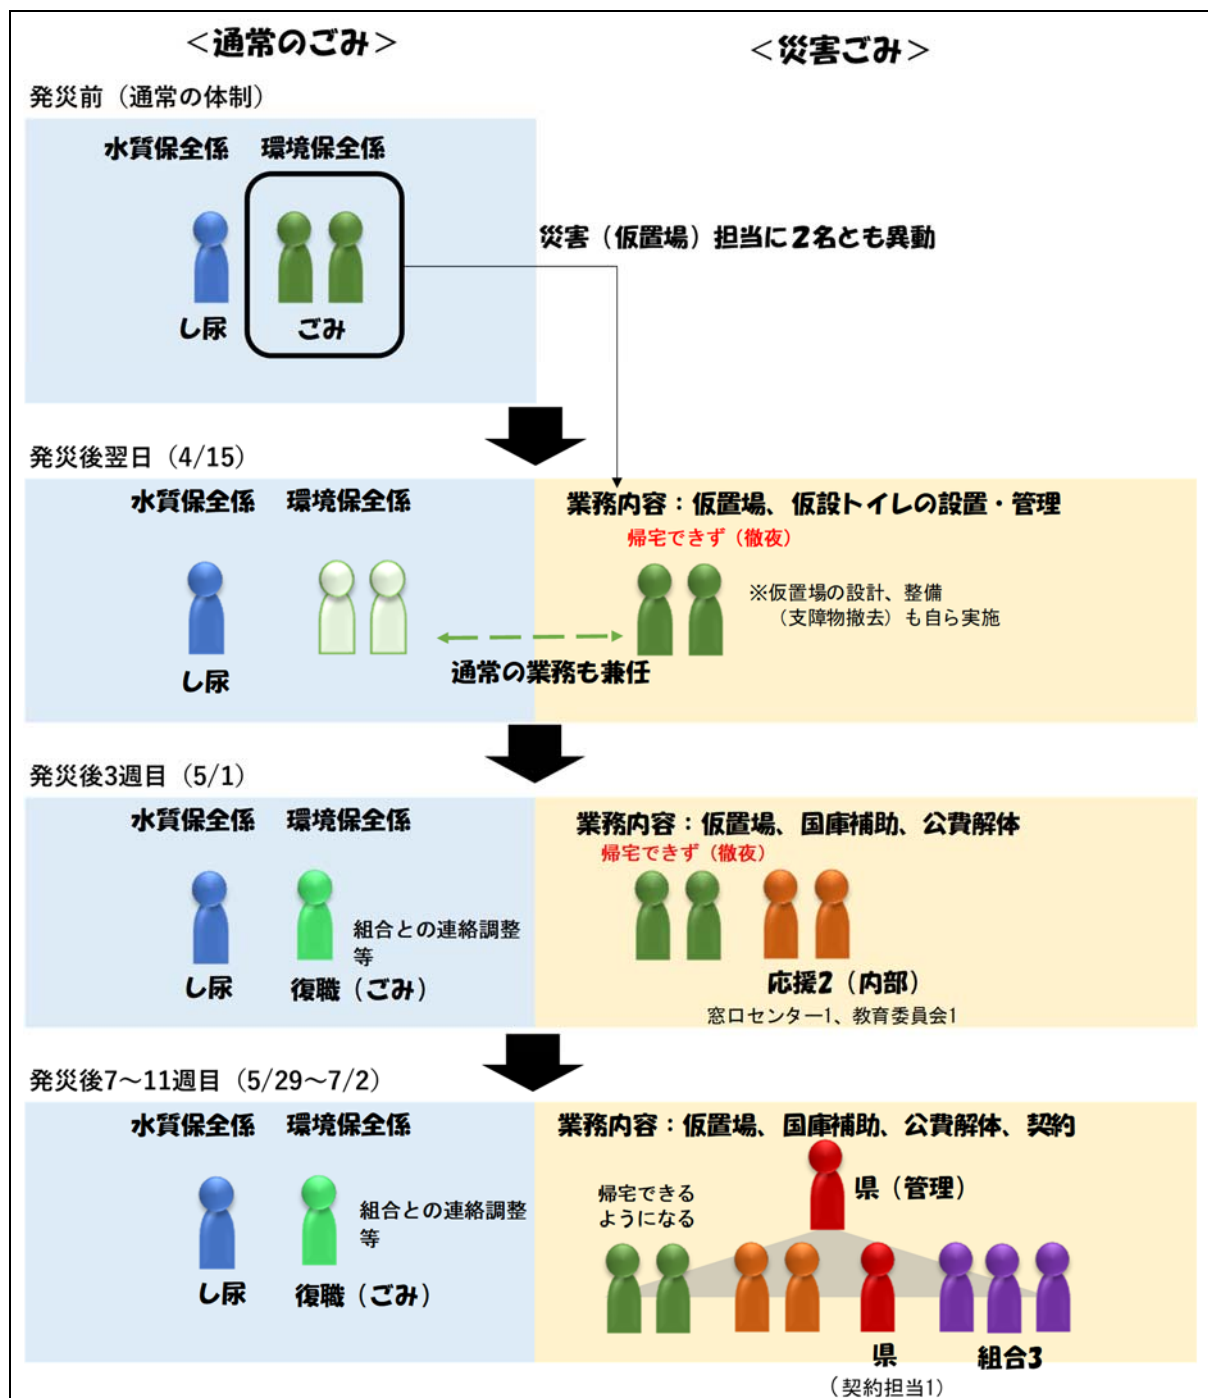 ＜通常のごみ＞
＜災害ごみ＞
発災前（通常の体制）
水質保全係
環境保全係
し尿
ごみ
災害（仮置場）担当に２名とも異動
発災後翌日（4/15）
水質保全係
環境保全係
し尿
通常の業務も兼任
業務内容：仮置場、仮設トイレの設置・管理
帰宅できず（徹夜）
※仮置場の設計、整備
（支障物撤去）も自ら実施
発災後3週目（5/1）
水質保全係
環境保全係
し尿
組合との連絡調整
等
復職（ごみ）
業務内容：仮置場、国庫補助、公費解体
帰宅できず（徹夜）
応援2（内部）
窓口センター1、教育委員会1
発災後7～11週目（5/29～7/2）
水質保全係
環境保全係
し尿
組合との連絡調整
等
復職（ごみ）
業務内容：仮置場、国庫補助、公費解体、契約
県（管理）
帰宅できる
ようになる
県
（契約担当1）
組合3